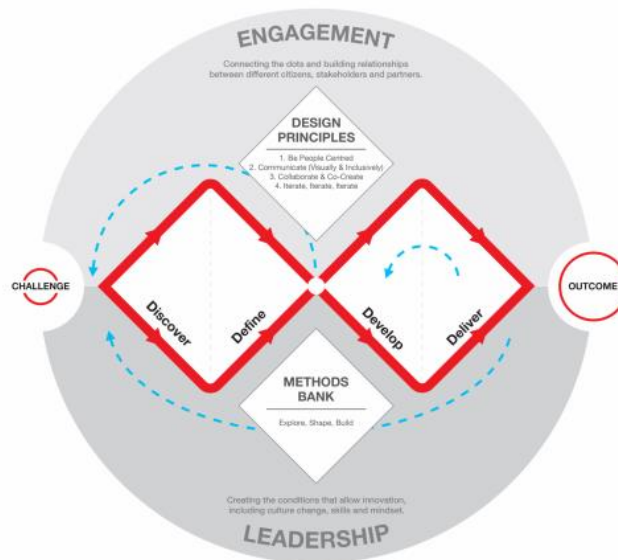 ENGAGEMENT
Connecting the dots and building relationships
between different citizens, stakeholders and partners.
DESIGN
PRINCIPLES
1. Be People Centred
2. Communicate (Visually & Inclusively)
3. Collaborate & Co-Create
4. Iterate, Iterate, Iterate
CHALLENGE
OUTCOME
Discover
Define
Develop
Deliver
METHODS
BANK
Explore, Shape, Build
Creating the conditions that allow innovation,
including culture change, skills and mindset.
LEADERSHIP